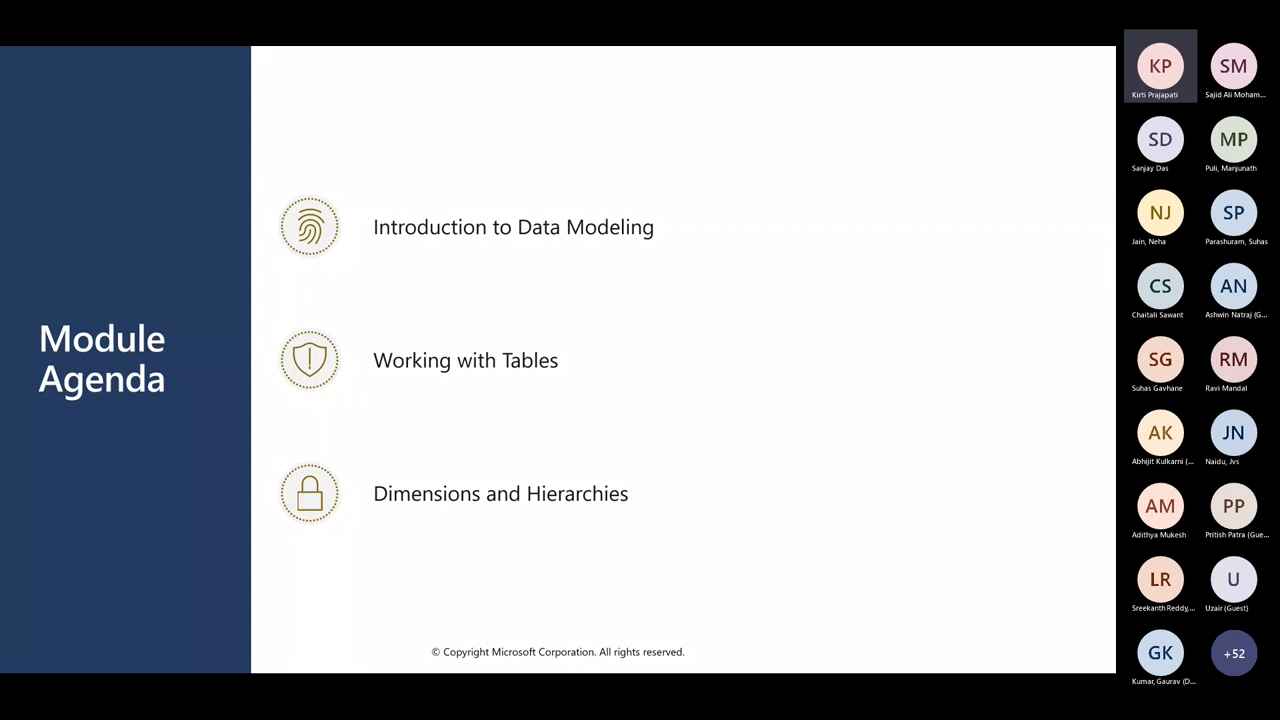 Module
Agenda
Introduction to Data Modeling
Working with Tables
Dimensions and Hierarchies
© Copyright Microsoft Corporation. All rights reserved.
KP
SM
Kirti Prajapati
Sajid Ali Moham...
SD
MP
Sanjay Das
Puli, Manjunath
NJ
SP
Jain, Neha
Parashuram, Suhas
CS
AN
Chaitali Sawant
Ashwin Natraj (G...
SG
RM
Suhas Gavhane
Ravi Mandal
AK
JN
Abhijit Kulkarni (...
Naidu, Jvs
AM
PP
Adithya Mukesh
Pritish Patra (Gue...
LR
U
Sreekanth Reddy,...
Uzair (Guest)
GK
+52
Kumar, Gaurav (D...